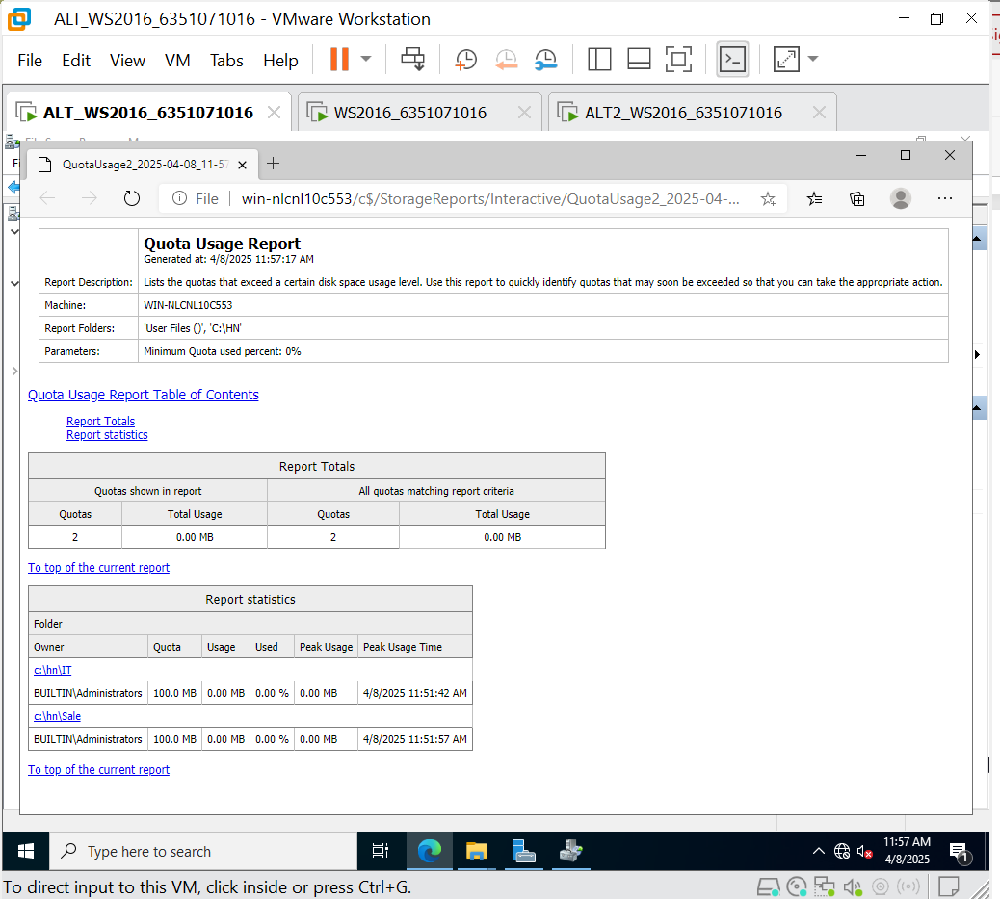 ALT_WS2016_6351071016 - VMware Workstation
File Edit View VM Tabs Help
ALT_WS2016_6351071016 WS2016_6351071016 ALT2_WS2016_6351071016
QuotaUsage2_2025-04-08_11-57
File win-nlcnl10c553/c$/StorageReports/Interactive/QuotaUsage2_2025-04-...
Quota Usage Report
Generated at: 4/8/2025 11:57:17 AM
Report Description: Lists the quotas that exceed a certain disk space usage level. Use this report to quickly identify quotas that may soon be exceeded so that you can take the appropriate action.
Machine: WIN-NLCNL10C553
Report Folders: 'User Files ()', 'C:\HN'
Parameters: Minimum Quota used percent: 0%
Quota Usage Report Table of Contents
Report Totals
Report statistics
Report Totals
Quotas shown in report All quotas matching report criteria
Quotas Total Usage Quotas Total Usage
2 0.00 MB 2 0.00 MB
To top of the current report
Report statistics
Folder
Owner Quota Usage Used Peak Usage Peak Usage Time
c:\hn\IT
BUILTIN\Administrators 100.0 MB 0.00 MB 0.00 % 0.00 MB 4/8/2025 11:51:42 AM
c:\hn\Sale
BUILTIN\Administrators 100.0 MB 0.00 MB 0.00 % 0.00 MB 4/8/2025 11:51:57 AM
To top of the current report
Type here to search
11:57 AM
4/8/2025
1
To direct input to this VM, click inside or press Ctrl+G.